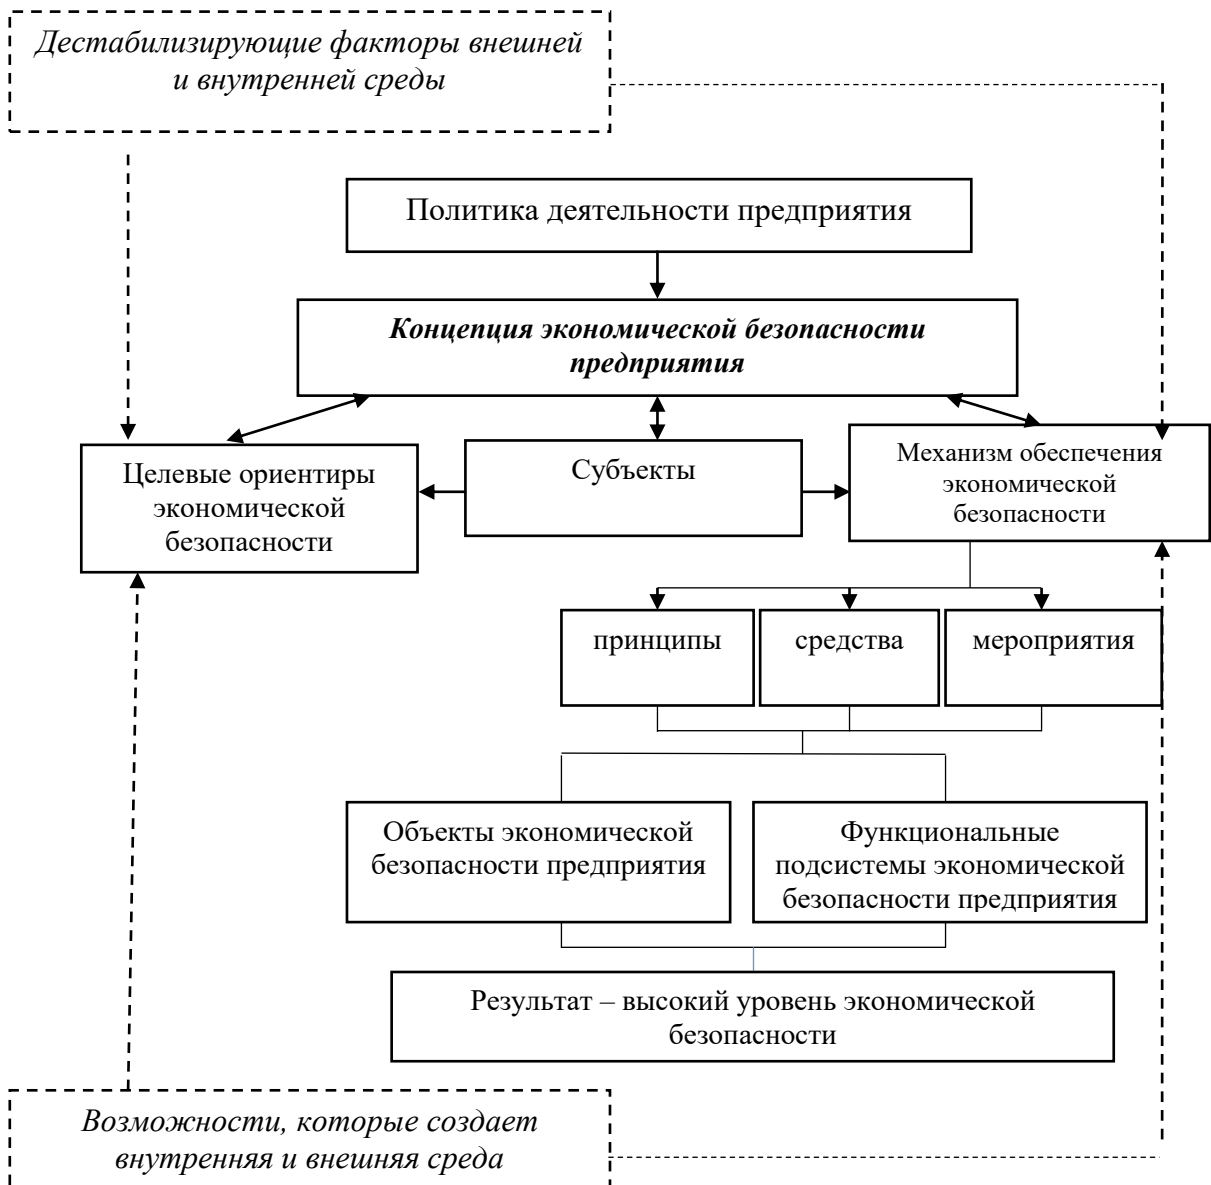 Дестабилизирующие факторы внешней
и внутренней среды
Политика деятельности предприятия
Концепция экономической безопасности
предприятия
Целевые ориентиры
экономической
безопасности
Субъекты
Механизм обеспечения
экономической
безопасности
принципы
средства
мероприятия
Объекты экономической
безопасности предприятия
Функциональные
подсистемы экономической
безопасности предприятия
Результат – высокий уровень экономической
безопасности
Возможности, которые создает
внутренняя и внешняя среда